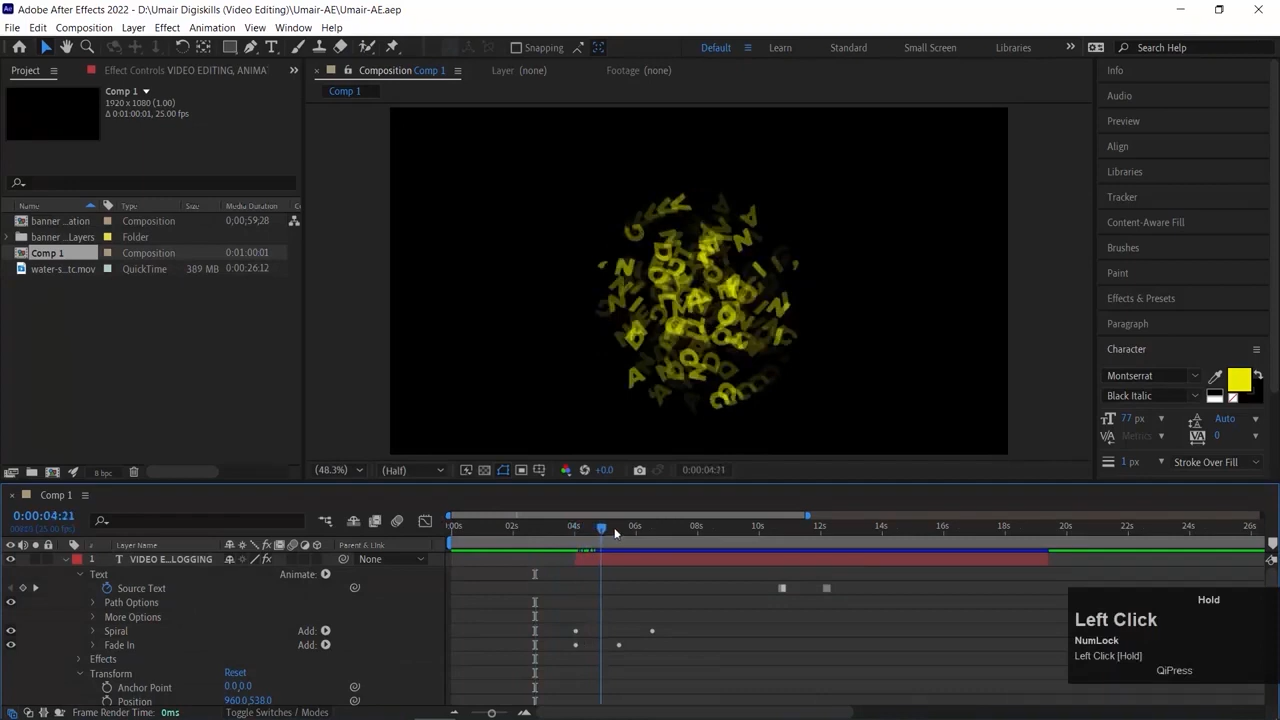 Adobe After Effects 2022 - D:\Umair Digiskills (Video Editing)\Umair-AE\Umair-AE.aep
File Edit Composition Layer Effect Animation View Window Help
Snapping
Default Learn Standard Small Screen Libraries Search Help
Project Effect Controls VIDEO EDITING, ANIMA
Composition Comp 1 Layer (none) Footage (none)
Comp 1
Comp 1
1920 x 1080 (1.00)
Δ 0:01:00:01, 25.00 fps
Name Type Size Media Duration
banner ...ation Composition 0;00;59;28
banner ...Layers Folder
Comp 1 Composition 0:01:00:01
water-s...tc.mov QuickTime 389 MB 0:00:26:12
8 bpc
(48.3%) (Half) +0.0 0:00:04:21
Info
Audio
Preview
Align
Libraries
Tracker
Content-Aware Fill
Brushes
Paint
Effects & Presets
Paragraph
Character
Montserrat
Black Italic
77 px Auto
Metrics 0
1 px Stroke Over Fill
Comp 1
0:00:04:21
00121 (25.00 fps)
:00s 02s 04s 06s 08s 10s 12s 14s 16s 18s 20s 22s 24s 26s
# Layer Name Parent & Link
1 T VIDEO E...LOGGING None
Text Animate:
Source Text
Path Options
More Options
Spiral Add:
Fade In Add:
Effects
Transform Reset
Anchor Point 0.0,0.0
Position 960.0,538.0
Frame Render Time: 0ms Toggle Switches / Modes
Hold
Left Click
NumLock
Left Click [Hold]
QiPress